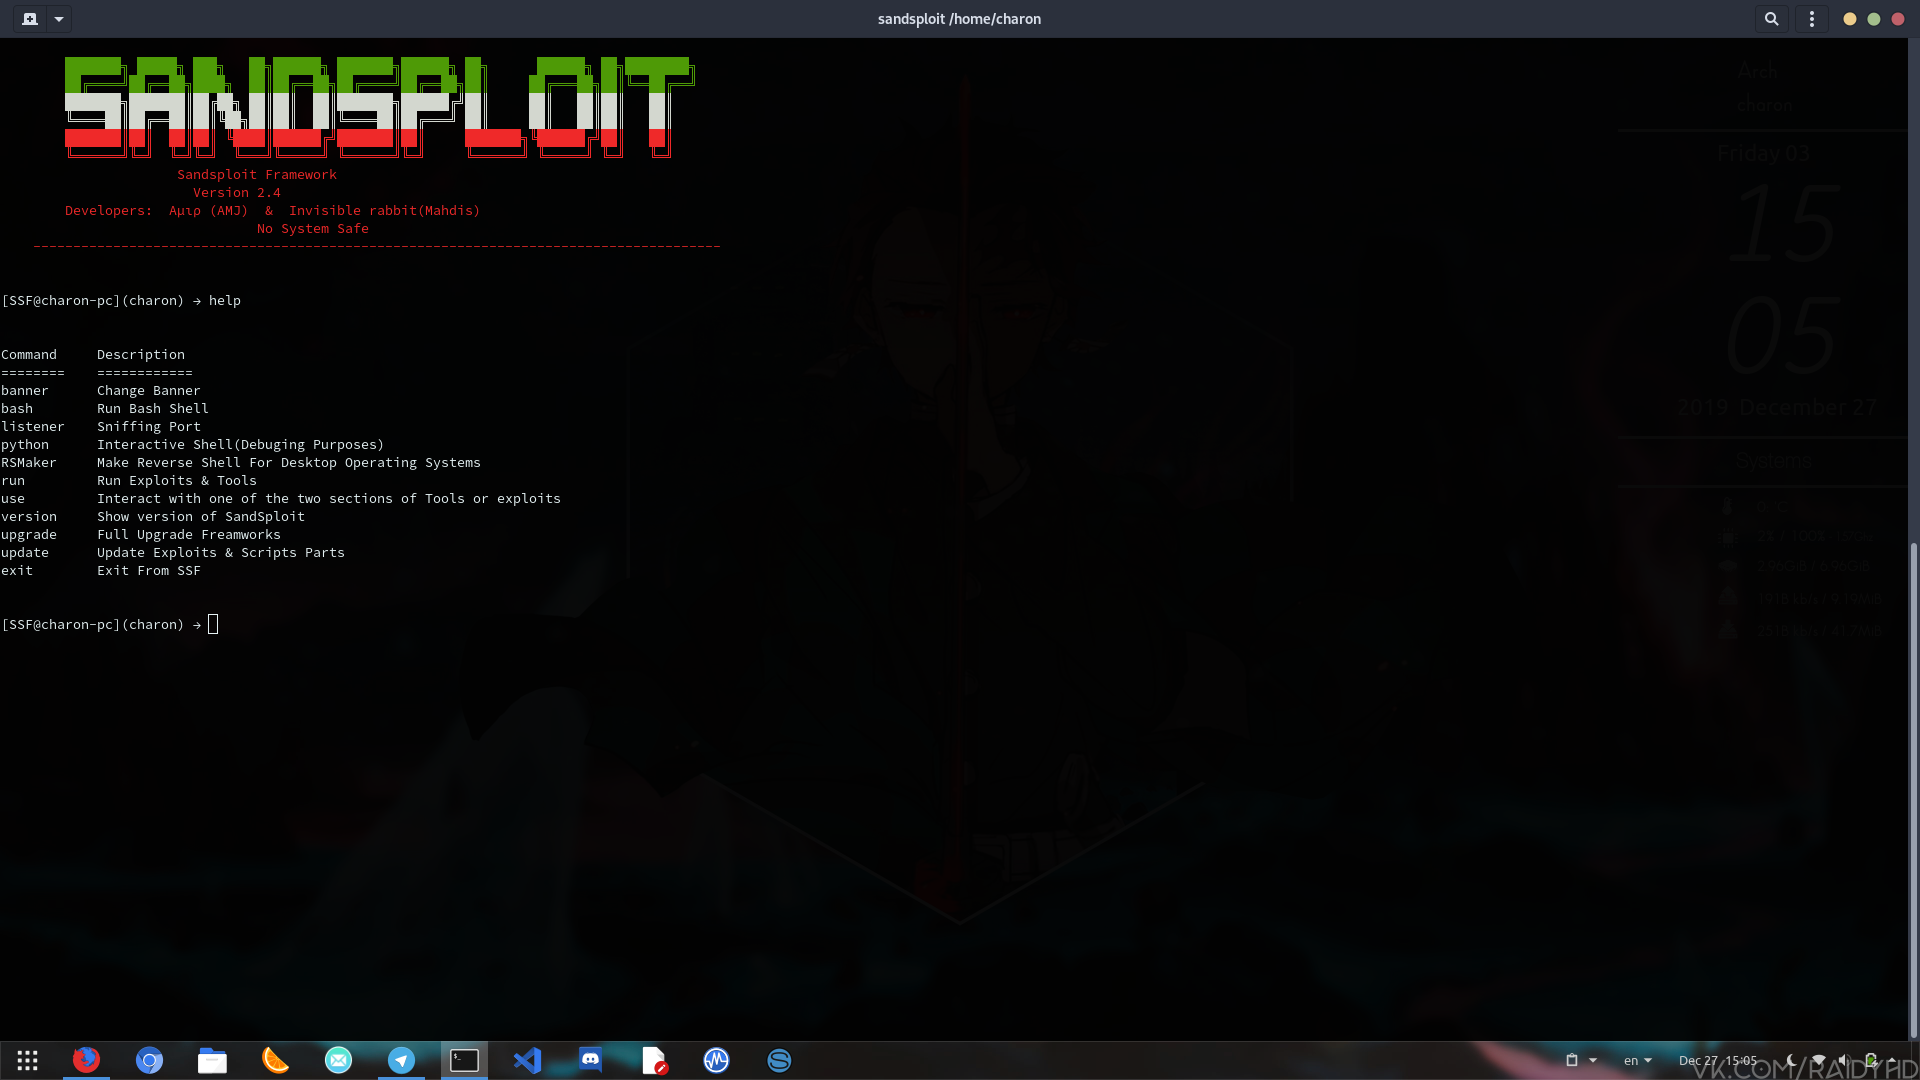 sandsploit /home/charon
SANDSPLOIT
Sandsploit Framework
Version 2.4
Developers:  Αμιρ (AMJ)  &  Invisible rabbit(Mahdis)
No System Safe
[SSF@charon-pc](charon) → help
Command     Description
========    ============
banner      Change Banner
bash        Run Bash Shell
listener    Sniffing Port
python      Interactive Shell(Debuging Purposes)
RSMaker     Make Reverse Shell For Desktop Operating Systems
run         Run Exploits & Tools
use         Interact with one of the two sections of Tools or exploits
version     Show version of SandSploit
upgrade     Full Upgrade Freamworks
update      Update Exploits & Scripts Parts
exit        Exit From SSF
[SSF@charon-pc](charon) →
Arch
charon
Friday 03
15
05
2019 December 27
Systems
en
Dec 27 15:05
VK.COM/RAIDYHD